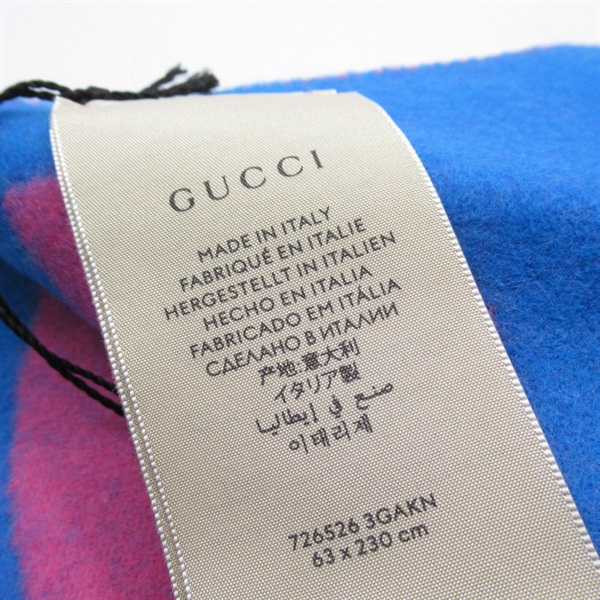 GUCCI
MADE IN ITALY
FABRIQUÉ EN ITALIE
HERGESTELLT IN ITALIEN
HECHO EN ITALIA
FABRICADO EM ITÁLIA
СДЕЛАНО В ИТАЛИИ
产地:意大利
イタリア製
صنع في إيطاليا
이태리제
726526 3GAKN
63 x 230 cm